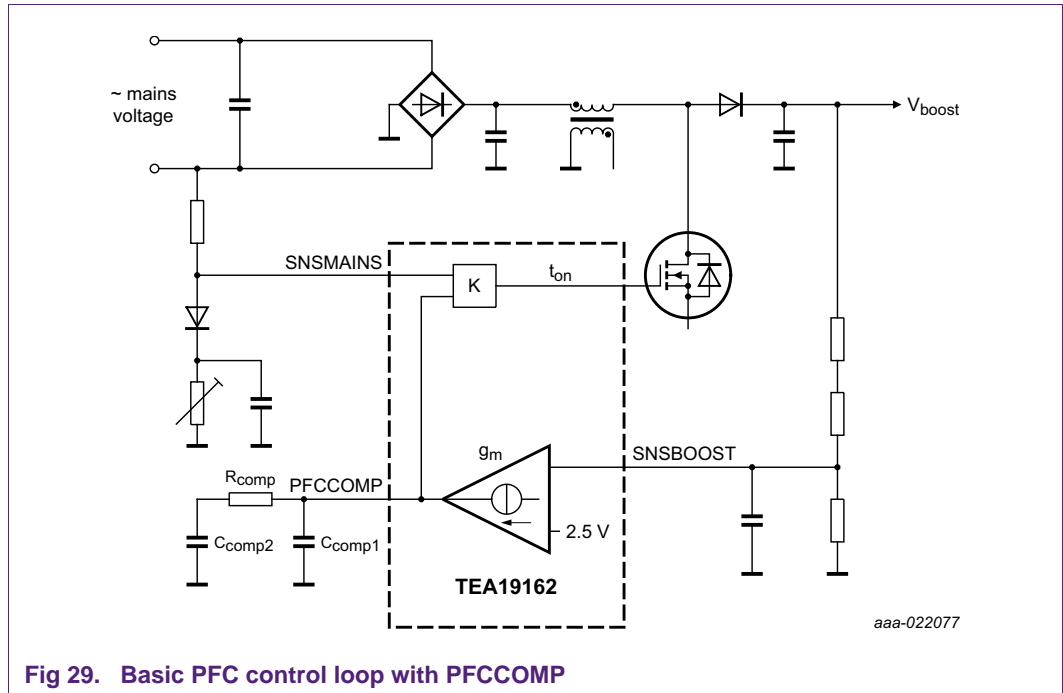 ~ mains
voltage
Vboost
SNSMAINS
K
ton
gm
SNSBOOST
Rcomp
PFCCOMP
2.5 V
Ccomp2
Ccomp1
TEA19162
aaa-022077
Fig 29. Basic PFC control loop with PFCCOMP